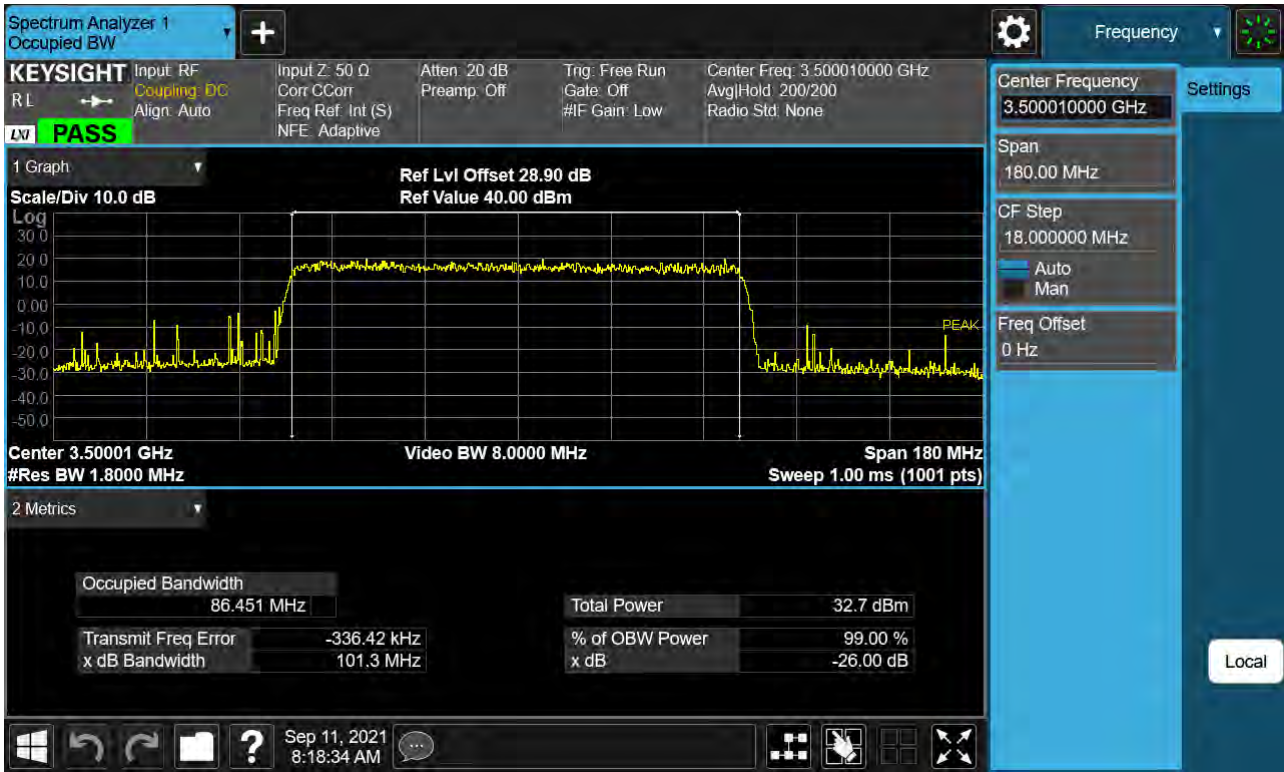 Spectrum Analyzer 1
Occupied BW
Frequency
KEYSIGHT
RL
LXI
PASS
Input: RF
Coupling: DC
Align: Auto
Input Z: 50 Ω
Corr CCorr
Freq Ref: Int (S)
NFE: Adaptive
Atten: 20 dB
Preamp: Off
Trig: Free Run
Gate: Off
#IF Gain: Low
Center Freq: 3.500010000 GHz
Avg|Hold: 200/200
Radio Std: None
1 Graph
Scale/Div 10.0 dB
Ref Lvl Offset 28.90 dB
Ref Value 40.00 dBm
Log
30.0
20.0
10.0
0.00
-10.0
-20.0
-30.0
-40.0
-50.0
PEAK
Center 3.50001 GHz
#Res BW 1.8000 MHz
Video BW 8.0000 MHz
Span 180 MHz
Sweep 1.00 ms (1001 pts)
2 Metrics
Occupied Bandwidth
86.451 MHz
Transmit Freq Error -336.42 kHz
x dB Bandwidth 101.3 MHz
Total Power 32.7 dBm
% of OBW Power 99.00 %
x dB -26.00 dB
Center Frequency
3.500010000 GHz
Span
180.00 MHz
CF Step
18.000000 MHz
Auto
Man
Freq Offset
0 Hz
Settings
Local
?
Sep 11, 2021
8:18:34 AM